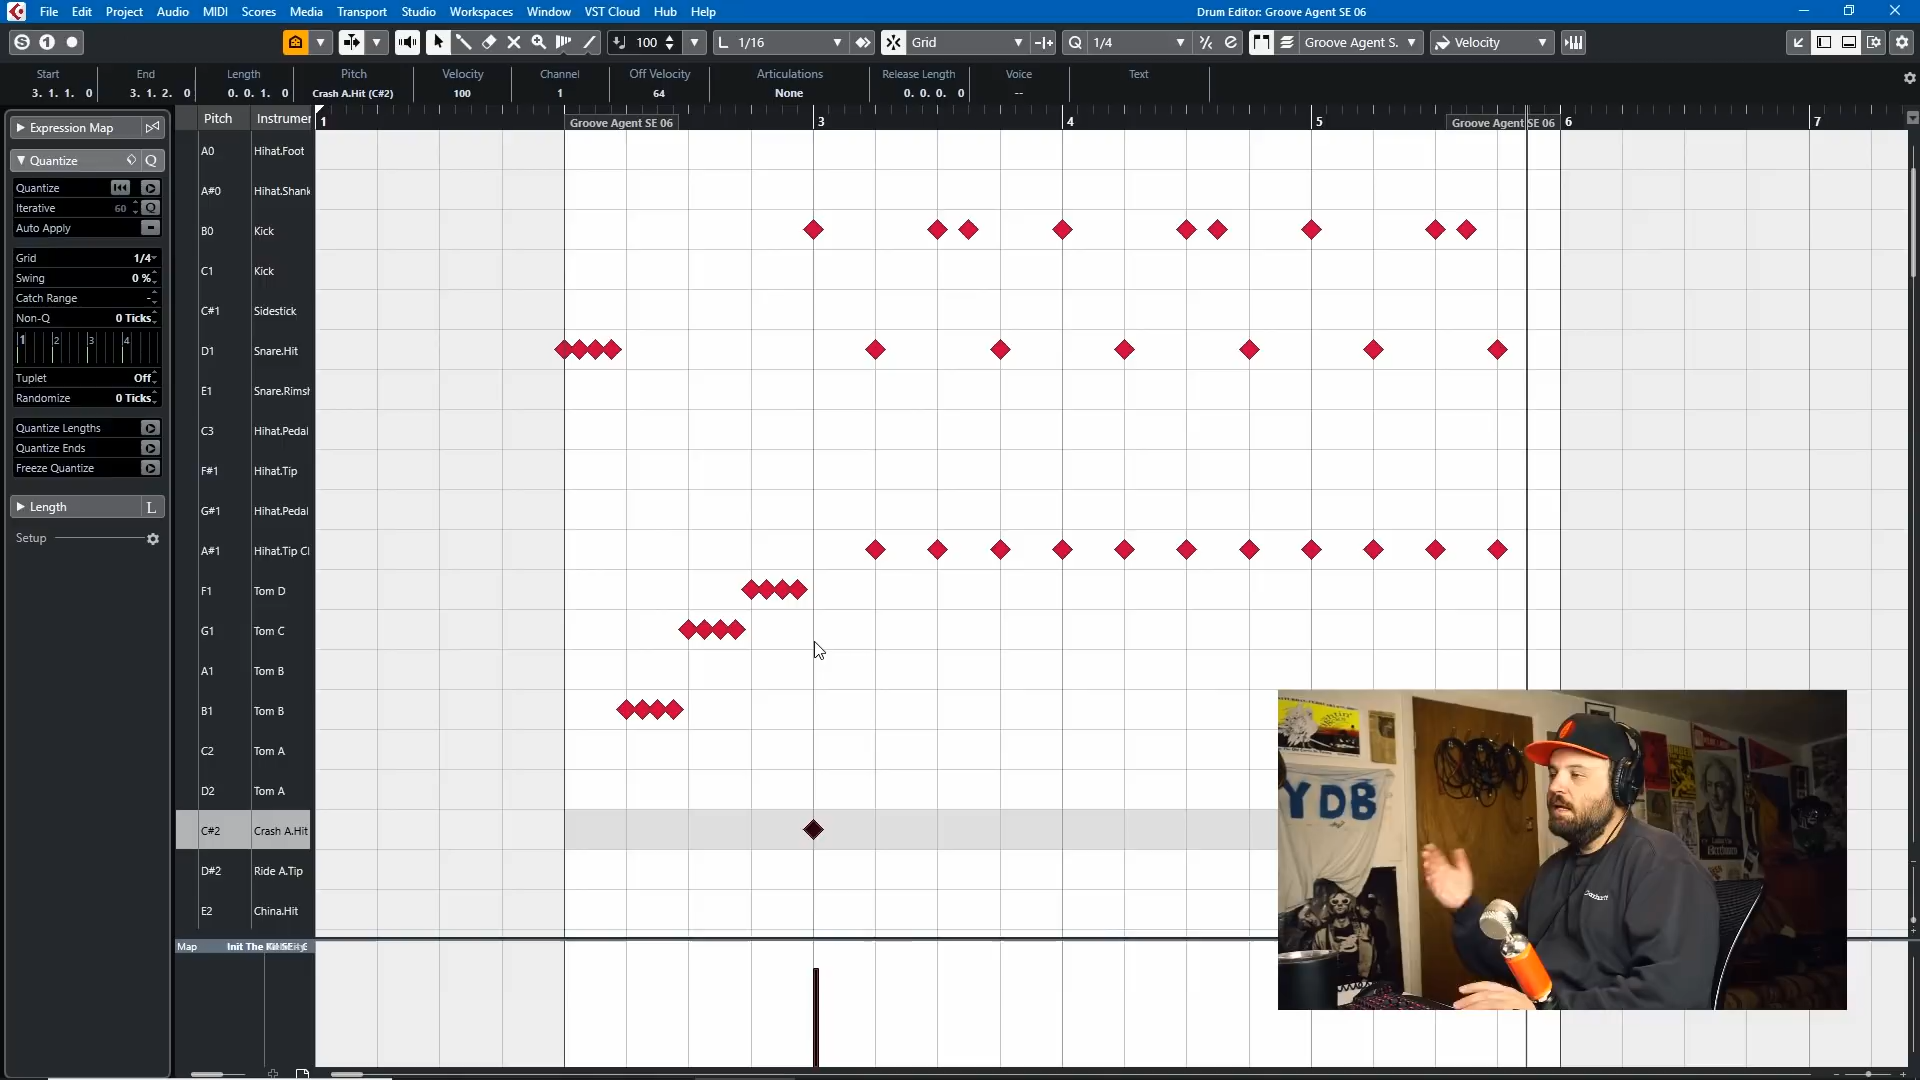 File Edit Project Audio MIDI Scores Media Transport Studio Workspaces Window VST Cloud Hub Help
Drum Editor: Groove Agent SE 06
S 1 100 L 1/16 Grid Q 1/4 Groove Agent S. Velocity
Start End Length Pitch Velocity Channel Off Velocity Articulations Release Length Voice Text
3. 1. 1. 0 3. 1. 2. 0 0. 0. 1. 0 Crash A.Hit (C#2) 100 1 64 None 0. 0. 0. 0 --
Expression Map
Pitch Instrumen
1 3 4 5 6 7
Groove Agent SE 06
Groove Agent SE 06
Quantize Q
Quantize
Iterative 60 Q
Auto Apply
Grid 1/4
Swing 0 %
Catch Range -
Non-Q 0 Ticks
1 2 3 4
Tuplet Off
Randomize 0 Ticks
Quantize Lengths
Quantize Ends
Freeze Quantize
Length L
Setup
A0 Hihat.Foot
A#0 Hihat.Shank
B0 Kick
C1 Kick
C#1 Sidestick
D1 Snare.Hit
E1 Snare.Rimsh
C3 Hihat.Pedal
F#1 Hihat.Tip
G#1 Hihat.Pedal
A#1 Hihat.Tip Cl
F1 Tom D
G1 Tom C
A1 Tom B
B1 Tom B
C2 Tom A
D2 Tom A
C#2 Crash A.Hit
D#2 Ride A.Tip
E2 China.Hit
Map
YDB